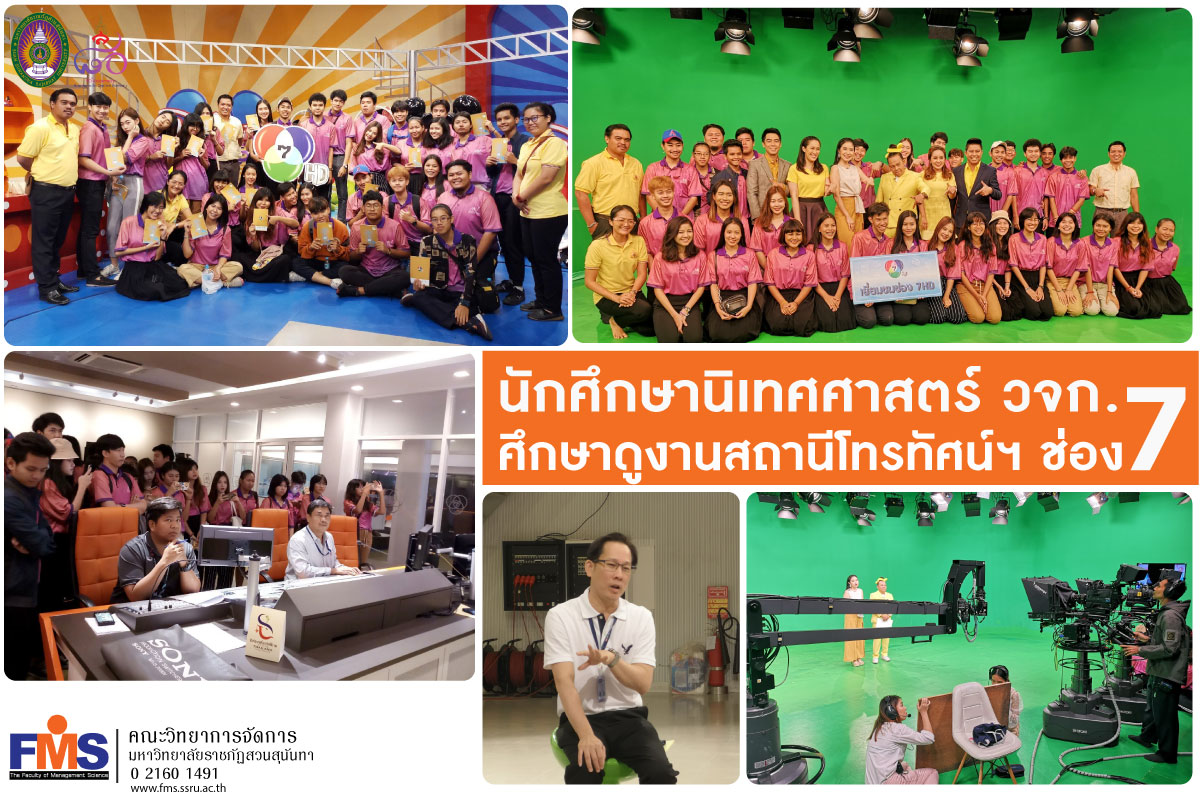 7
HD
7
เยี่ยมชมช่อง 7HD
นักศึกษานิเทศศาสตร์ วจก.
ศึกษาดูงานสถานีโทรทัศน์ฯ ช่อง 7
SONY
FMS
The Faculty of Management Science
คณะวิทยาการจัดการ
มหาวิทยาลัยราชภัฏสวนสุนันทา
0 2160 1491
www.fms.ssru.ac.th